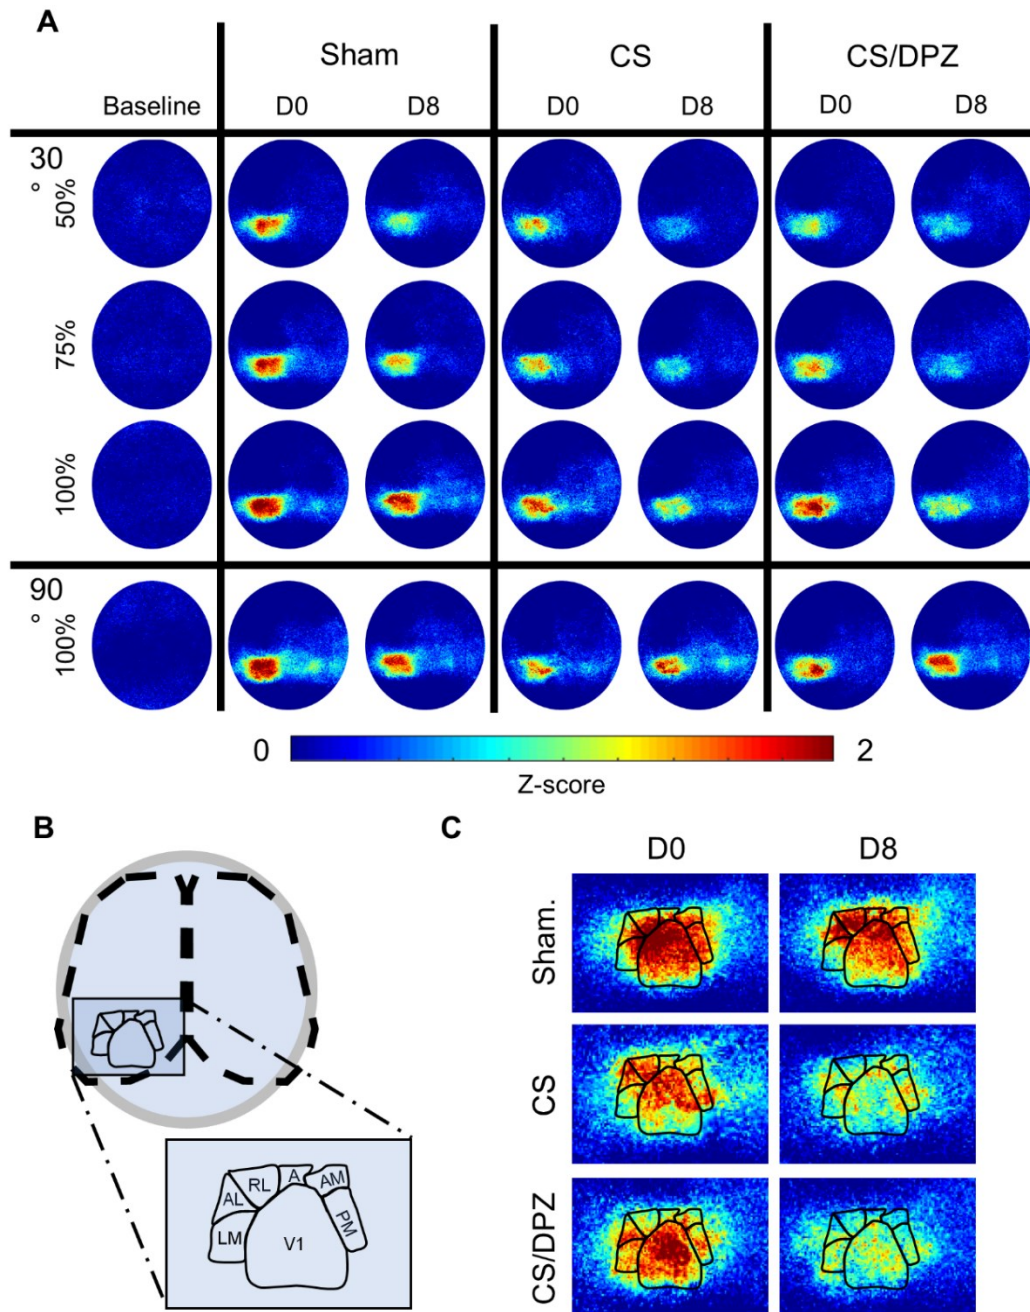 A
Sham CS CS/DPZ
Baseline D0 D8 D0 D8 D0 D8
30
°
50%
75%
100%
90
°
100%
0 2
Z-score
B
AL RL A AM
LM V1 PM
C
D0 D8
Sham.
CS
CS/DPZ